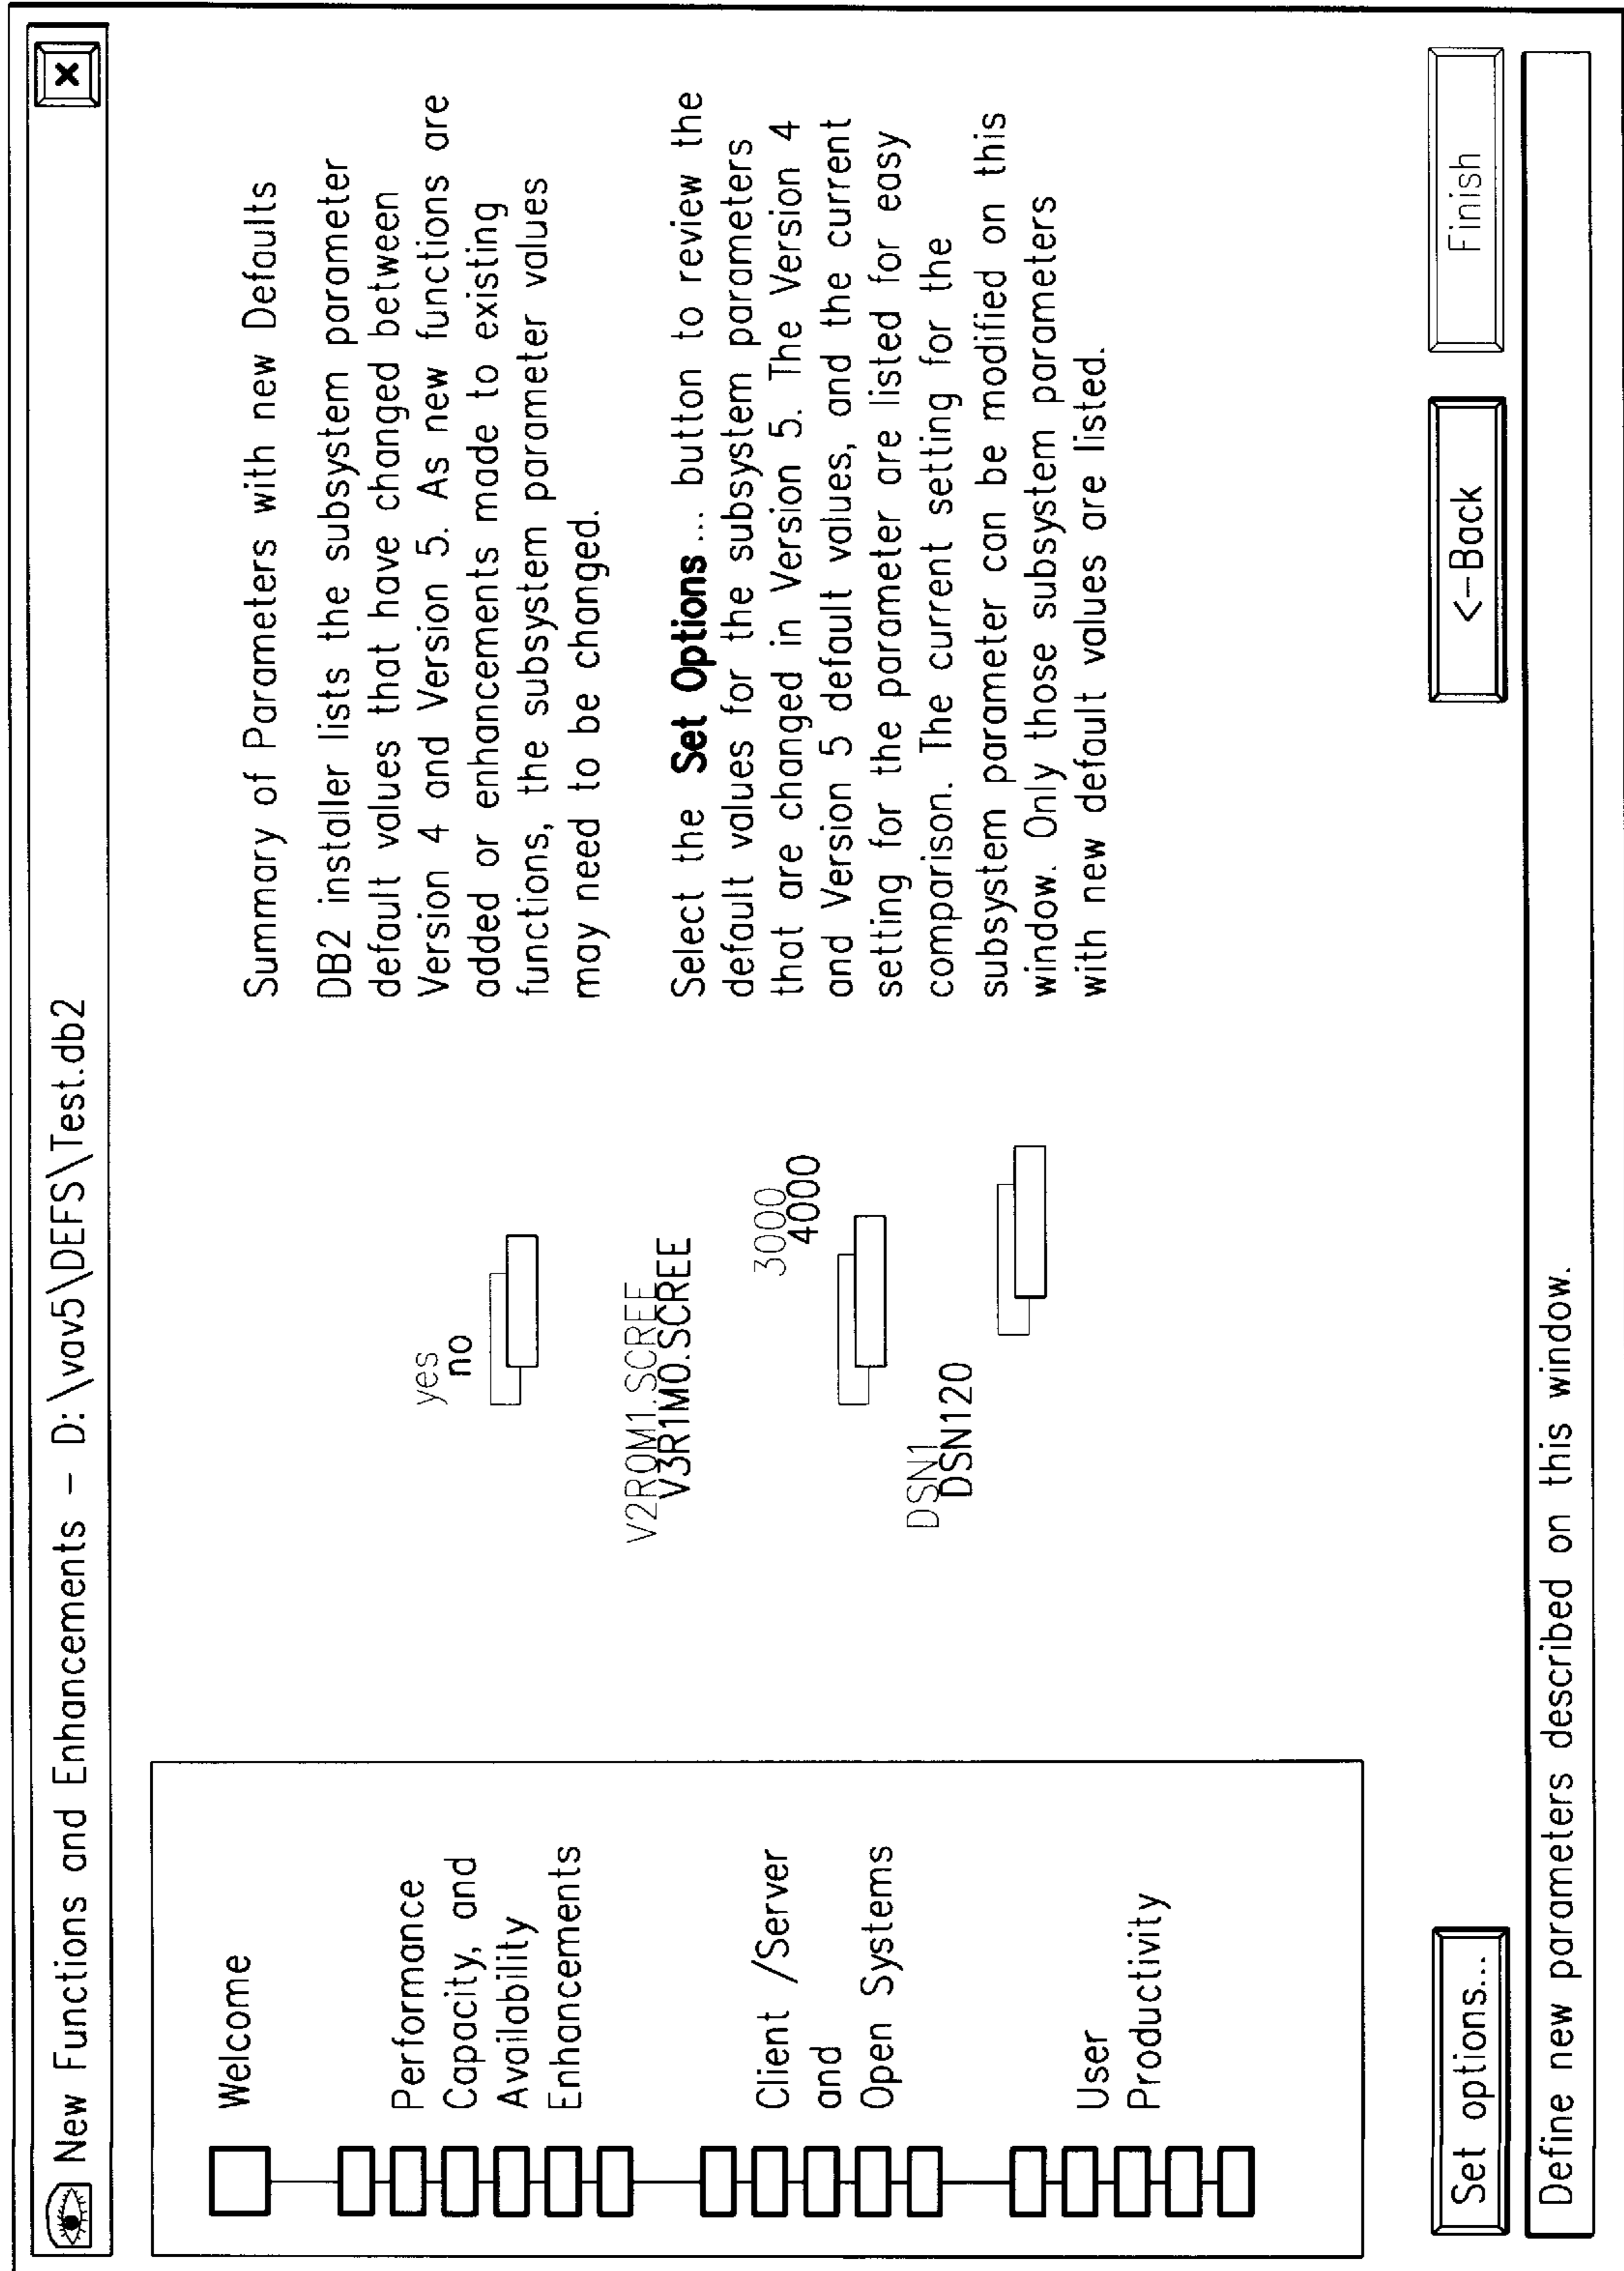 New Functions and Enhancements – D:\vav5\DEFS\Test.db2
x
Welcome
Performance
Capacity, and
Availability
Enhancements
Client /Server
and
Open Systems
User
Productivity
yes
no
V2ROM1.SCREE
V3R1M0.SCREE
3000
4000
DSN1
DSN120
Summary of Parameters with new Defaults
DB2 installer lists the subsystem parameter
default values that have changed between
Version 4 and Version 5. As new functions are
added or enhancements made to existing
functions, the subsystem parameter values
may need to be changed.
Select the Set Options... button to review the
default values for the subsystem parameters
that are changed in Version 5. The Version 4
and Version 5 default values, and the current
setting for the parameter are listed for easy
comparison. The current setting for the
subsystem parameter can be modified on this
window. Only those subsystem parameters
with new default values are listed.
Set options...
<--Back
Finish
Define new parameters described on this window.